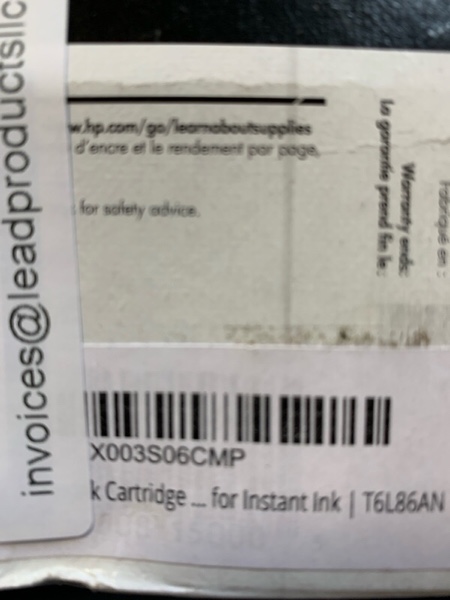 invoices@leadproductsllc
w.hp.com/go/learnaboutsupplies
d'encre et le rendement par page,
for safety advice.
Warranty ends:
La garantie prend fin le:
Fabriqué en :
X003S06CMP
k Cartridge ... for Instant Ink | T6L86AN